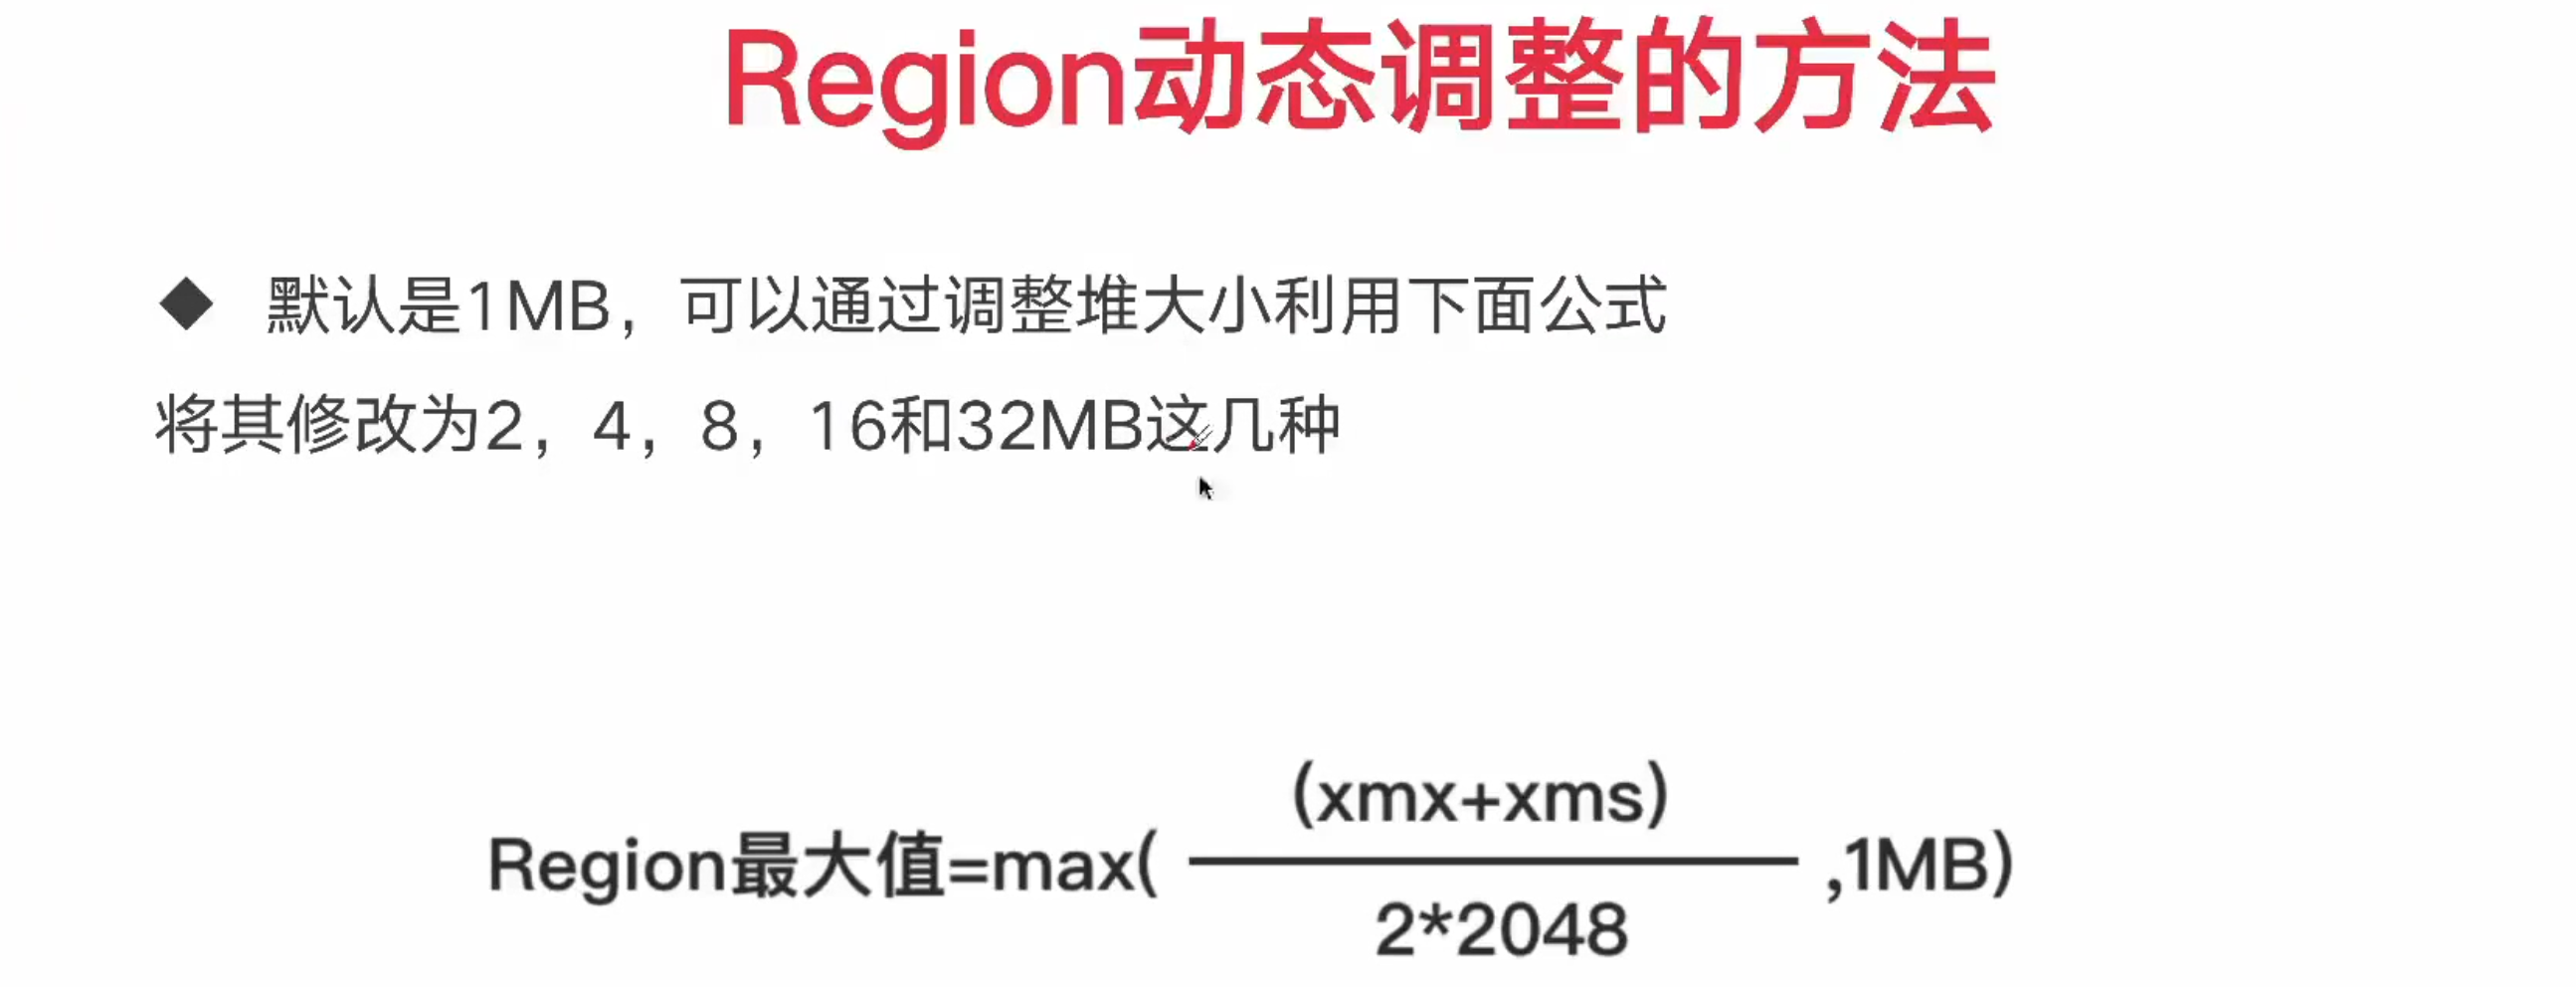 Region动态调整的方法
◆ 默认是1MB，可以通过调整堆大小利用下面公式
将其修改为2，4，8，16和32MB这几种
(xmx+xms)
Region最大值=max( ,1MB)
2*2048